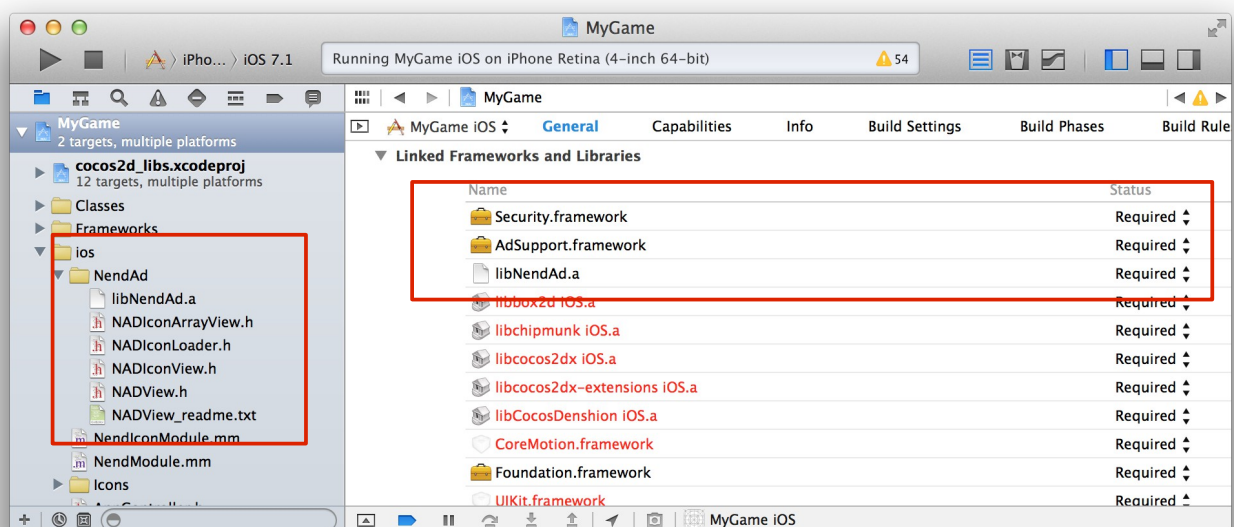 MyGame
iPho... 〉 iOS 7.1
Running MyGame iOS on iPhone Retina (4-inch 64-bit)
54
MyGame
2 targets, multiple platforms
cocos2d_libs.xcodeproj
12 targets, multiple platforms
Classes
Frameworks
ios
NendAd
libNendAd.a
NADIconArrayView.h
NADIconLoader.h
NADIconView.h
NADView.h
NADView_readme.txt
NendIconModule.mm
NendModule.mm
Icons
MyGame
MyGame iOS
General
Capabilities
Info
Build Settings
Build Phases
Build Rule
Linked Frameworks and Libraries
Name
Status
Security.framework
Required
AdSupport.framework
Required
libNendAd.a
Required
libbox2d iOS.a
Required
libchipmunk iOS.a
Required
libcocos2dx iOS.a
Required
libcocos2dx-extensions iOS.a
Required
libCocosDenshion iOS.a
Required
CoreMotion.framework
Required
Foundation.framework
Required
UIKit.framework
Required
MyGame iOS